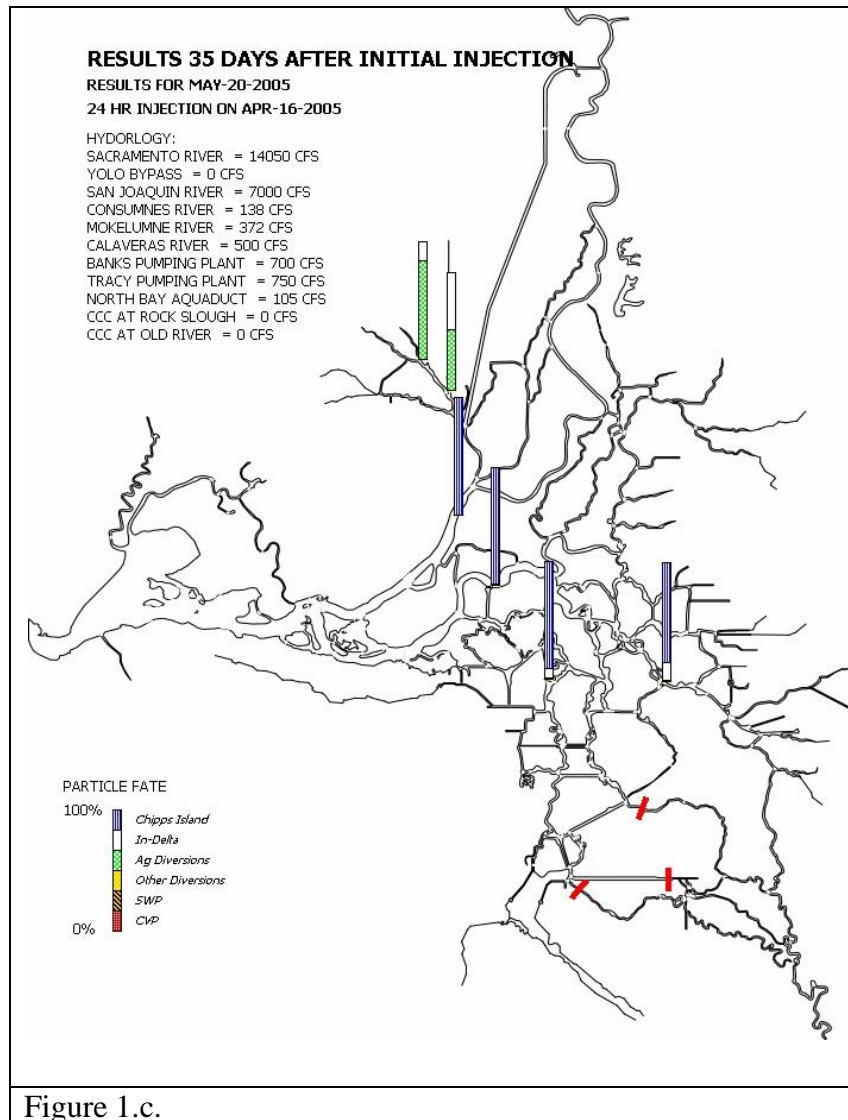 RESULTS 35 DAYS AFTER INITIAL INJECTION
RESULTS FOR MAY-20-2005
24 HR INJECTION ON APR-16-2005
HYDORLOGY:
SACRAMENTO RIVER = 14050 CFS
YOLO BYPASS = 0 CFS
SAN JOAQUIN RIVER = 7000 CFS
CONSUMNES RIVER = 138 CFS
MOKELUMNE RIVER = 372 CFS
CALAVERAS RIVER = 500 CFS
BANKS PUMPING PLANT = 700 CFS
TRACY PUMPING PLANT = 750 CFS
NORTH BAY AQUADUCT = 105 CFS
CCC AT ROCK SLOUGH = 0 CFS
CCC AT OLD RIVER = 0 CFS
PARTICLE FATE
100%
Chipps Island
In-Delta
Ag Diversions
Other Diversions
SWP
0%
CVP
Figure 1.c.